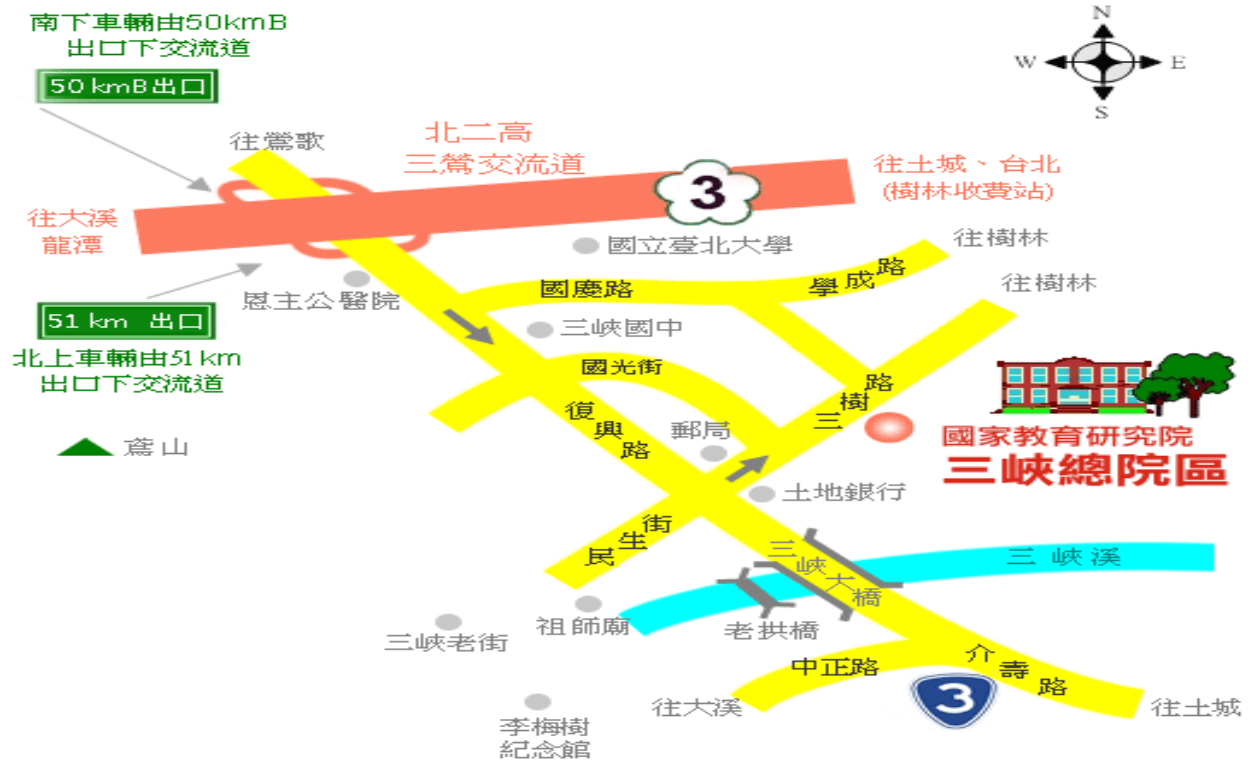 南下車輛由50kmB
出口下交流道
50 kmB出口
N
W
E
S
往鶯歌
北二高
三鶯交流道
3
往土城、台北
(樹林收費站)
往大溪
龍潭
國立臺北大學
往樹林
恩主公醫院
國慶路
學成路
往樹林
51 km 出口
三峽國中
北上車輛由51km
出口下交流道
國光街
三樹路
復興路
郵局
鳶山
國家教育研究院
三峽總院區
土地銀行
民生街
三峽大橋
三峽溪
祖師廟
老拱橋
三峽老街
中正路
介壽路
3
往大溪
往土城
李梅樹
紀念館